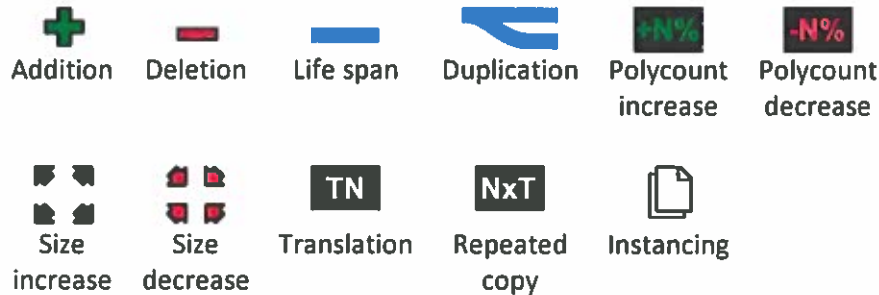 +N% -N%
Addition Deletion Life span Duplication Polycount Polycount
increase decrease
TN NxT
Size Size Translation Repeated Instancing
increase decrease copy